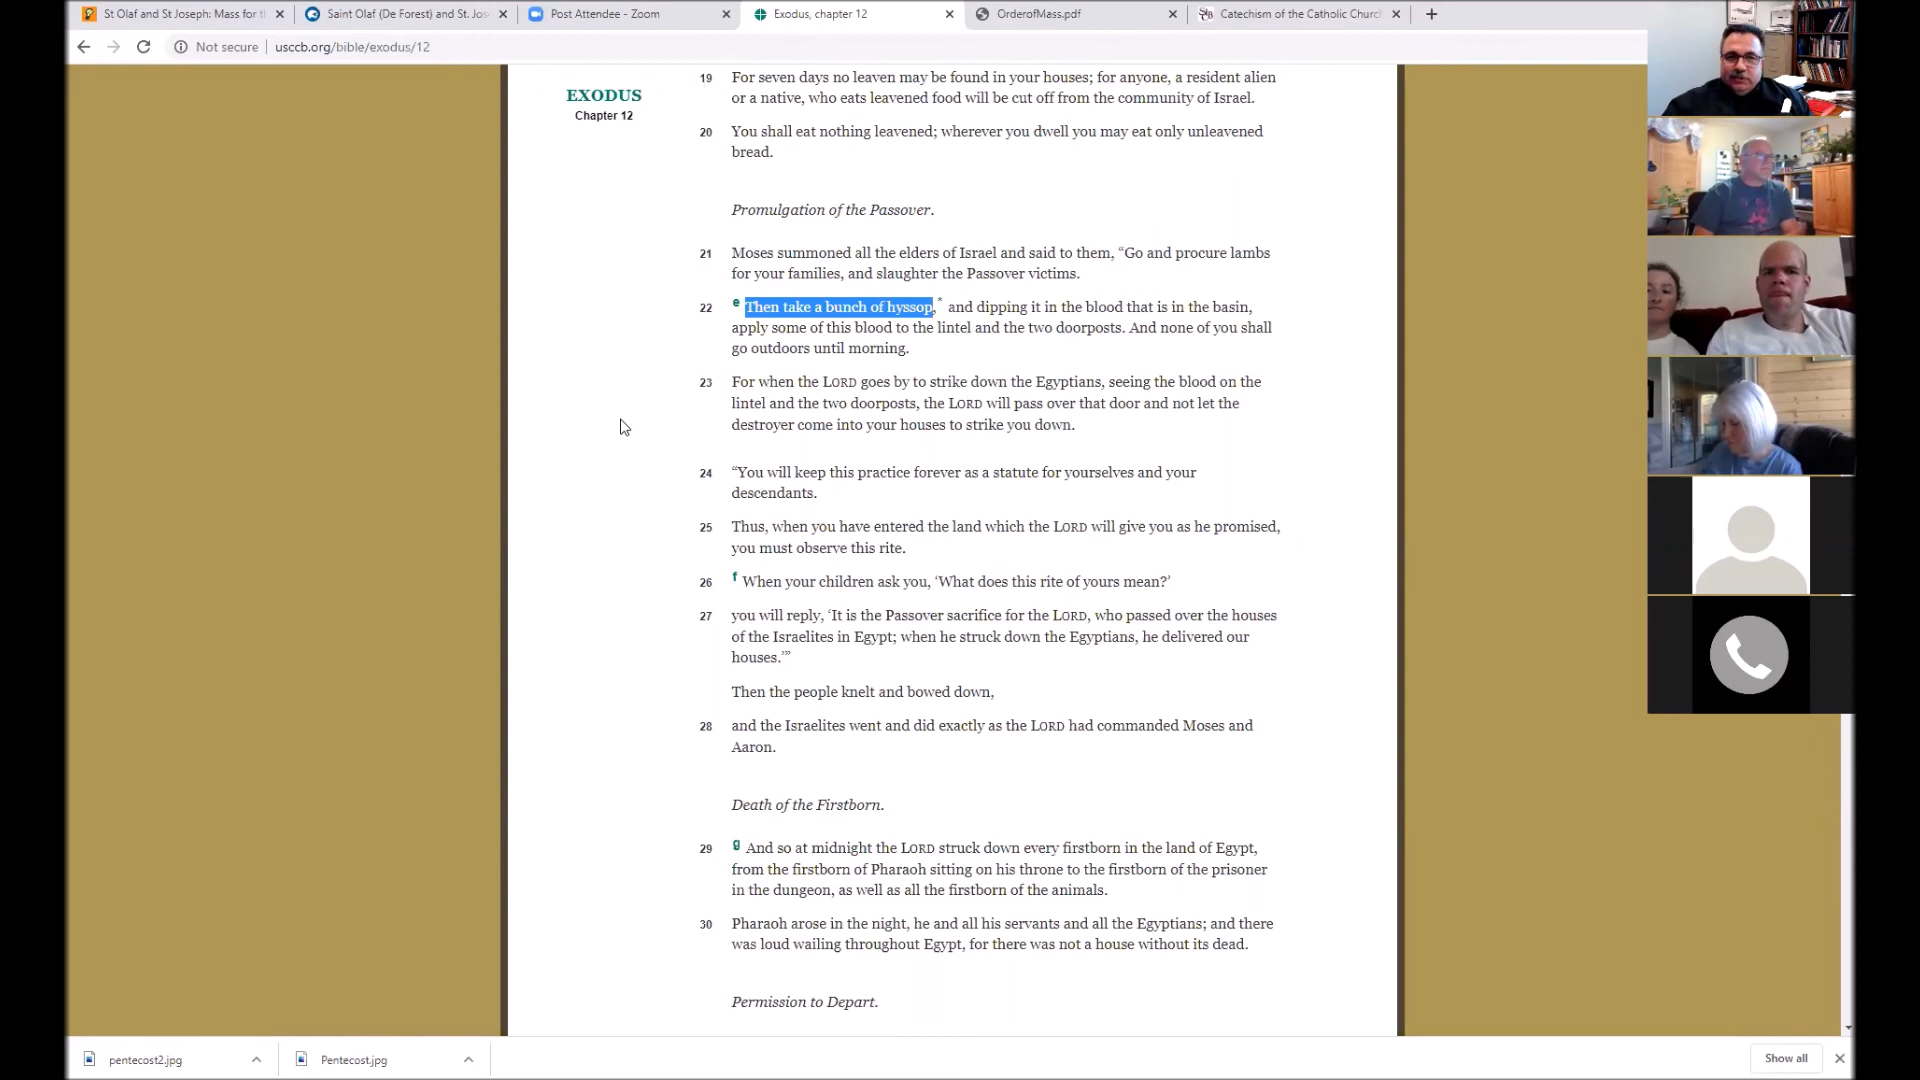 St Olaf and St Joseph: Mass for t
Saint Olaf (De Forest) and St. Jos
Post Attendee - Zoom
Exodus, chapter 12
OrderofMass.pdf
Catechism of the Catholic Churc
Not secure
usccb.org/bible/exodus/12
EXODUS
Chapter 12
19 For seven days no leaven may be found in your houses; for anyone, a resident alien
or a native, who eats leavened food will be cut off from the community of Israel.
20 You shall eat nothing leavened; wherever you dwell you may eat only unleavened
bread.
Promulgation of the Passover.
21 Moses summoned all the elders of Israel and said to them, “Go and procure lambs
for your families, and slaughter the Passover victims.
22 e Then take a bunch of hyssop,* and dipping it in the blood that is in the basin,
apply some of this blood to the lintel and the two doorposts. And none of you shall
go outdoors until morning.
23 For when the LORD goes by to strike down the Egyptians, seeing the blood on the
lintel and the two doorposts, the LORD will pass over that door and not let the
destroyer come into your houses to strike you down.
24 “You will keep this practice forever as a statute for yourselves and your
descendants.
25 Thus, when you have entered the land which the LORD will give you as he promised,
you must observe this rite.
26 f When your children ask you, ‘What does this rite of yours mean?’
27 you will reply, ‘It is the Passover sacrifice for the LORD, who passed over the houses
of the Israelites in Egypt; when he struck down the Egyptians, he delivered our
houses.’”
Then the people knelt and bowed down,
28 and the Israelites went and did exactly as the LORD had commanded Moses and
Aaron.
Death of the Firstborn.
29 g And so at midnight the LORD struck down every firstborn in the land of Egypt,
from the firstborn of Pharaoh sitting on his throne to the firstborn of the prisoner
in the dungeon, as well as all the firstborn of the animals.
30 Pharaoh arose in the night, he and all his servants and all the Egyptians; and there
was loud wailing throughout Egypt, for there was not a house without its dead.
Permission to Depart.
pentecost2.jpg
Pentecost.jpg
Show all